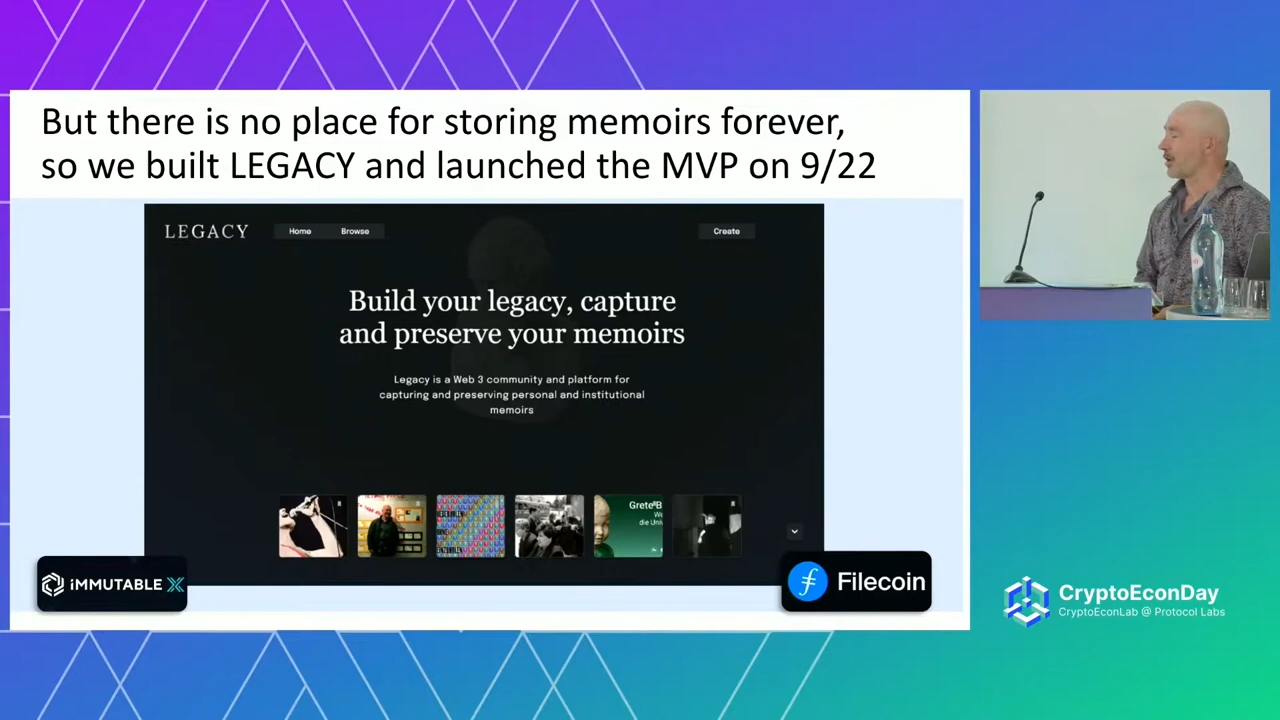 But there is no place for storing memoirs forever,
so we built LEGACY and launched the MVP on 9/22
LEGACY
Home
Browse
Create
Build your legacy, capture
and preserve your memoirs
Legacy is a Web 3 community and platform for
capturing and preserving personal and institutional
memoirs
Grete
iMMUTABLE X
Filecoin
CryptoEconDay
CryptoEconLab @ Protocol Labs